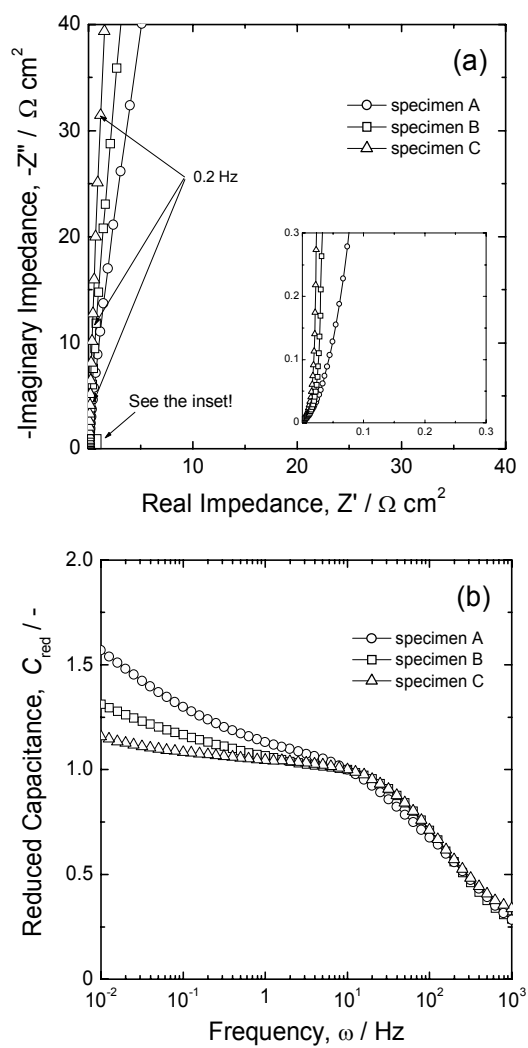 (a)
40
30
20
10
0
-Imaginary Impedance, -Z" / Ω cm²
specimen A
specimen B
specimen C
0.2 Hz
See the inset!
0.3
0.2
0.1
0
0.1
0.2
0.3
10
20
30
40
Real Impedance, Z' / Ω cm²
(b)
2.0
1.5
1.0
0.5
0
Reduced Capacitance, C_red / -
specimen A
specimen B
specimen C
10⁻²
10⁻¹
1
10¹
10²
10³
Frequency, ω / Hz